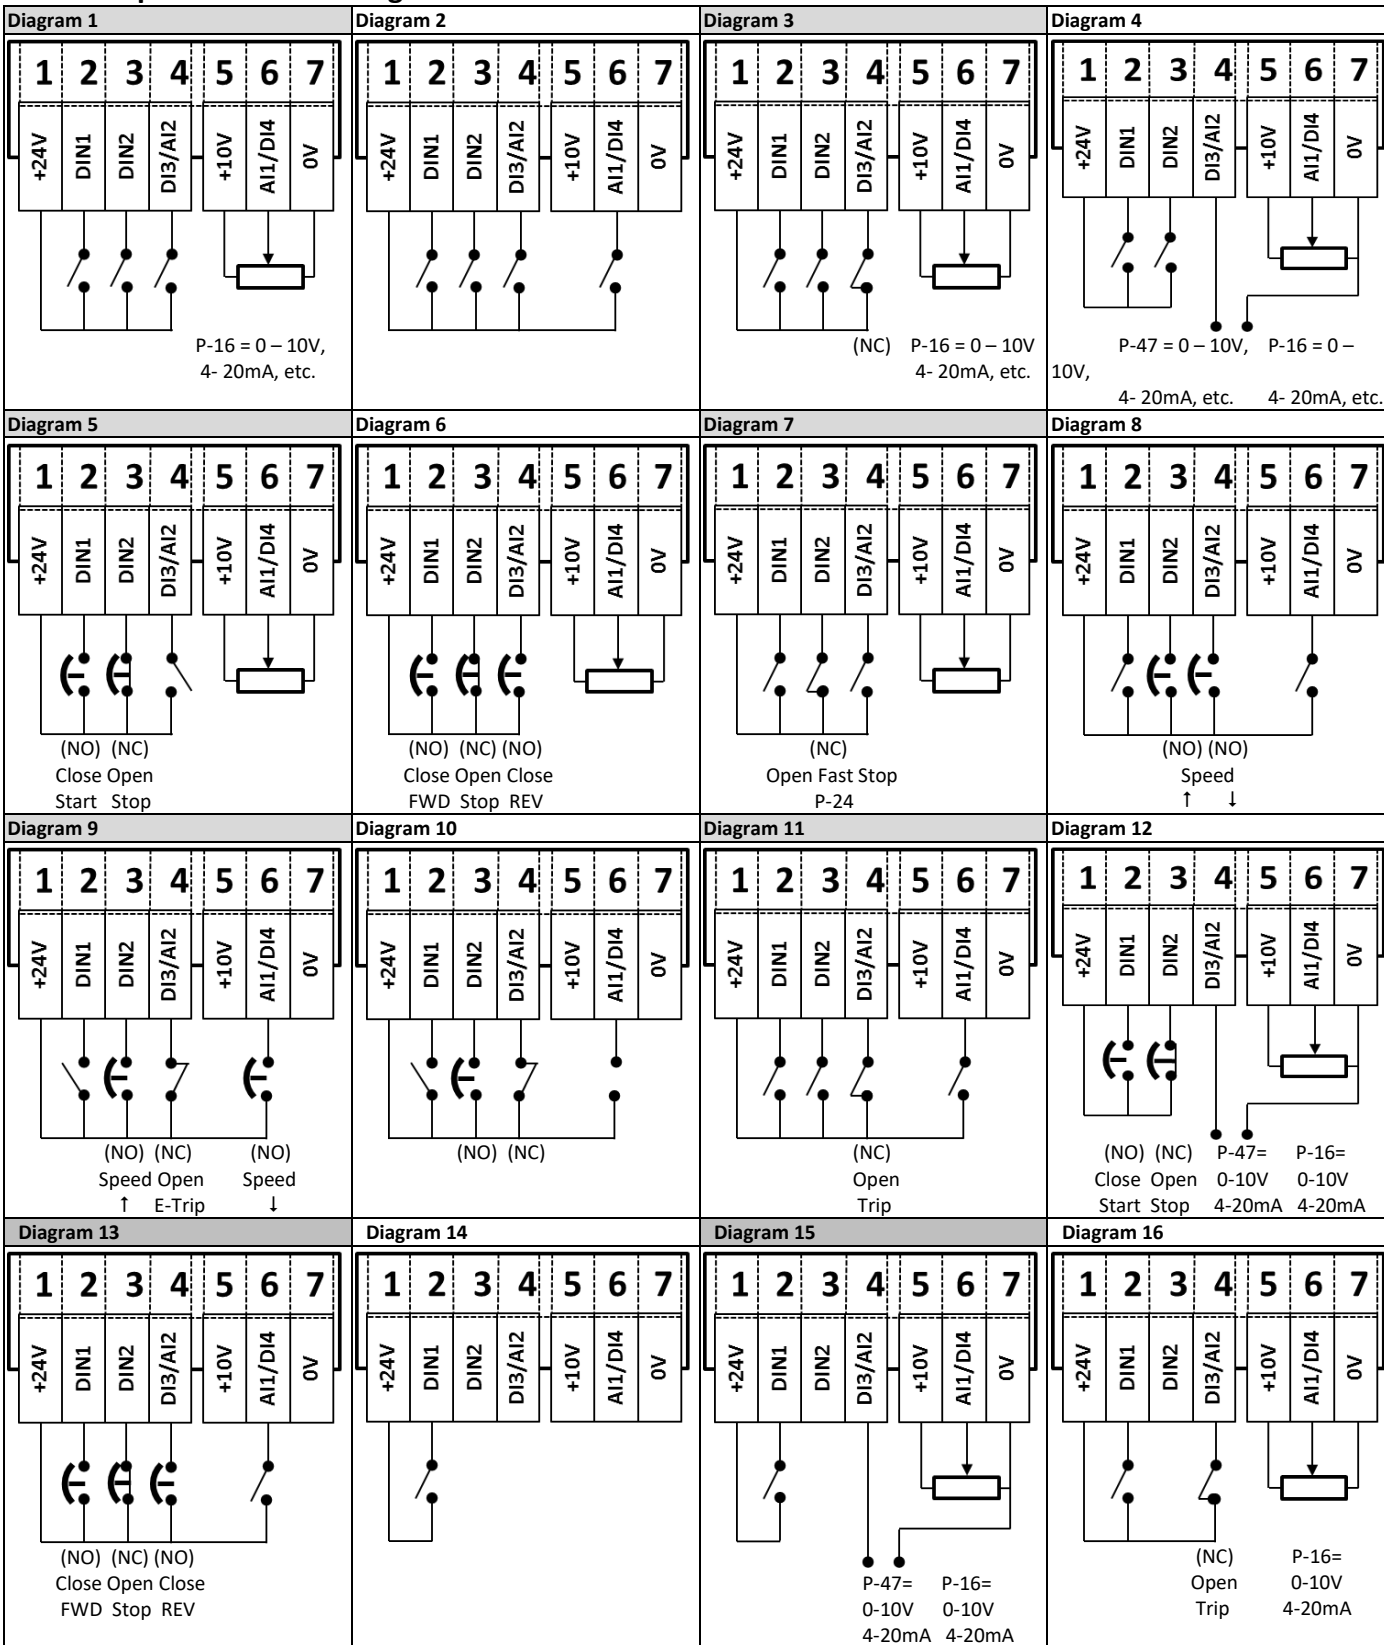 Diagram 1
1 2 3 4 5 6 7
+24V DIN1 DIN2 DI3/AI2 +10V AI1/DI4 0V
P-16 = 0 – 10V,
4- 20mA, etc.
Diagram 2
1 2 3 4 5 6 7
+24V DIN1 DIN2 DI3/AI2 +10V AI1/DI4 0V
Diagram 3
1 2 3 4 5 6 7
+24V DIN1 DIN2 DI3/AI2 +10V AI1/DI4 0V
(NC) P-16 = 0 – 10V
4- 20mA, etc.
Diagram 4
1 2 3 4 5 6 7
+24V DIN1 DIN2 DI3/AI2 +10V AI1/DI4 0V
P-47 = 0 – 10V, P-16 = 0 –
10V,
4- 20mA, etc. 4- 20mA, etc.
Diagram 5
1 2 3 4 5 6 7
+24V DIN1 DIN2 DI3/AI2 +10V AI1/DI4 0V
(NO) (NC)
Close Open
Start Stop
Diagram 6
1 2 3 4 5 6 7
+24V DIN1 DIN2 DI3/AI2 +10V AI1/DI4 0V
(NO) (NC) (NO)
Close Open Close
FWD Stop REV
Diagram 7
1 2 3 4 5 6 7
+24V DIN1 DIN2 DI3/AI2 +10V AI1/DI4 0V
(NC)
Open Fast Stop
P-24
Diagram 8
1 2 3 4 5 6 7
+24V DIN1 DIN2 DI3/AI2 +10V AI1/DI4 0V
(NO) (NO)
Speed
↑ ↓
Diagram 9
1 2 3 4 5 6 7
+24V DIN1 DIN2 DI3/AI2 +10V AI1/DI4 0V
(NO) (NC) (NO)
Speed Open Speed
↑ E-Trip ↓
Diagram 10
1 2 3 4 5 6 7
+24V DIN1 DIN2 DI3/AI2 +10V AI1/DI4 0V
(NO) (NC)
Diagram 11
1 2 3 4 5 6 7
+24V DIN1 DIN2 DI3/AI2 +10V AI1/DI4 0V
(NC)
Open
Trip
Diagram 12
1 2 3 4 5 6 7
+24V DIN1 DIN2 DI3/AI2 +10V AI1/DI4 0V
(NO) (NC) P-47= P-16=
Close Open 0-10V 0-10V
Start Stop 4-20mA 4-20mA
Diagram 13
1 2 3 4 5 6 7
+24V DIN1 DIN2 DI3/AI2 +10V AI1/DI4 0V
(NO) (NC) (NO)
Close Open Close
FWD Stop REV
Diagram 14
1 2 3 4 5 6 7
+24V DIN1 DIN2 DI3/AI2 +10V AI1/DI4 0V
Diagram 15
1 2 3 4 5 6 7
+24V DIN1 DIN2 DI3/AI2 +10V AI1/DI4 0V
P-47= P-16=
0-10V 0-10V
4-20mA 4-20mA
Diagram 16
1 2 3 4 5 6 7
+24V DIN1 DIN2 DI3/AI2 +10V AI1/DI4 0V
(NC) P-16=
Open 0-10V
Trip 4-20mA